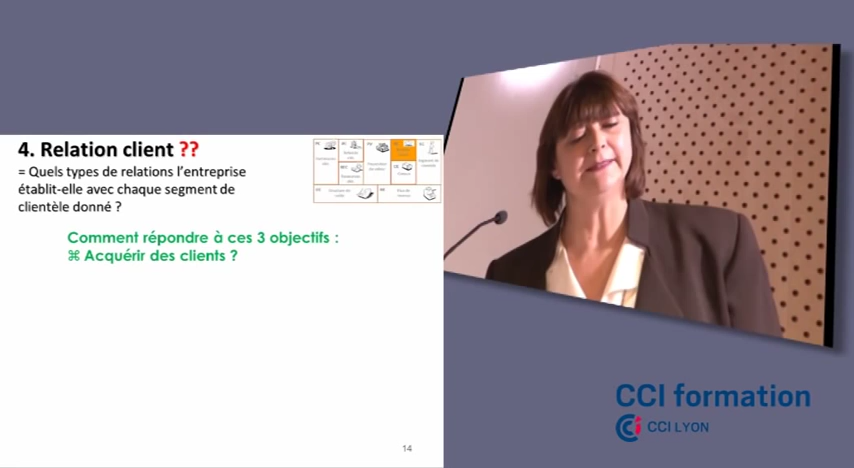 4. Relation client ??
= Quels types de relations l'entreprise
établit-elle avec chaque segment de
clientèle donné ?
Comment répondre à ces 3 objectifs :
⌘ Acquérir des clients ?
14
CCI formation
CCI LYON